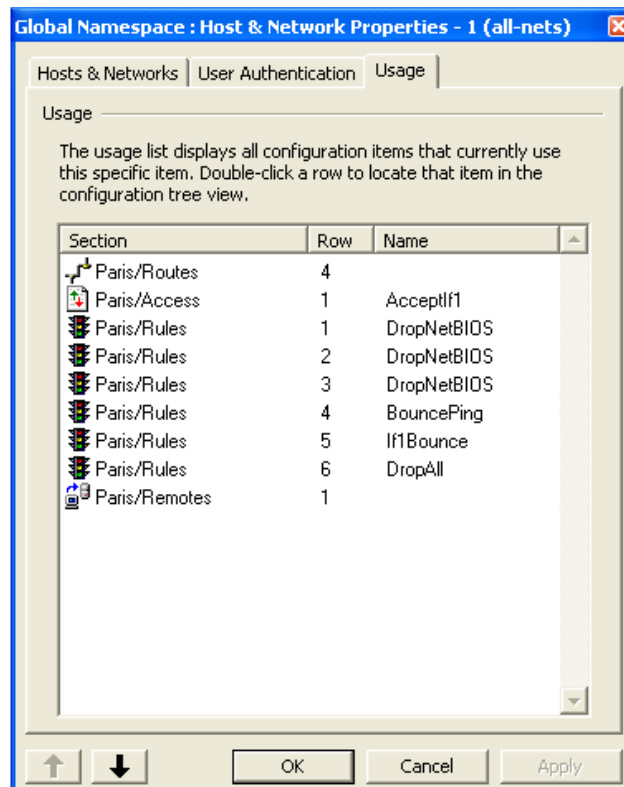 Global Namespace : Host & Network Properties - 1 (all-nets)
Hosts & Networks User Authentication Usage
Usage
The usage list displays all configuration items that currently use
this specific item. Double-click a row to locate that item in the
configuration tree view.
Section Row Name
Paris/Routes 4
Paris/Access 1 AcceptIf1
Paris/Rules 1 DropNetBIOS
Paris/Rules 2 DropNetBIOS
Paris/Rules 3 DropNetBIOS
Paris/Rules 4 BouncePing
Paris/Rules 5 If1Bounce
Paris/Rules 6 DropAll
Paris/Remotes 1
OK Cancel Apply